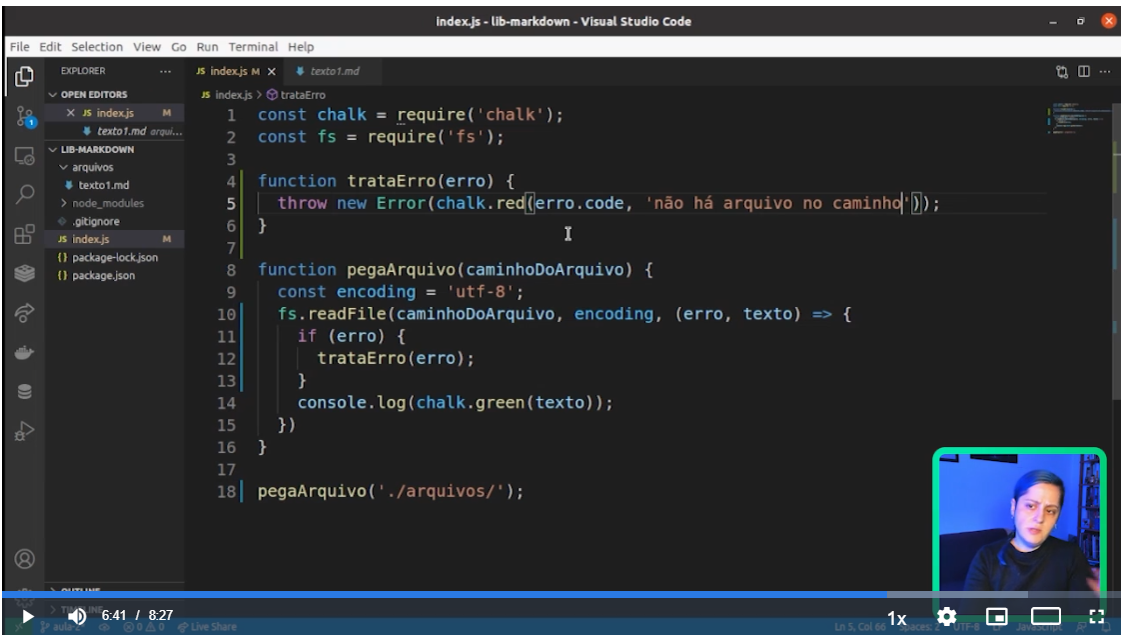 index.js - lib-markdown - Visual Studio Code
File Edit Selection View Go Run Terminal Help
EXPLORER
OPEN EDITORS
JS index.js M
texto1.md arqui...
LIB-MARKDOWN
arquivos
texto1.md
node_modules
.gitignore
JS index.js M
{} package-lock.json
{} package.json
OUTLINE
TIMELINE
1
JS index.js M
texto1.md
JS index.js > trataErro
1 const chalk = require('chalk');
2 const fs = require('fs');
3
4 function trataErro(erro) {
5 throw new Error(chalk.red(erro.code, 'não há arquivo no caminho'));
6 }
7
8 function pegaArquivo(caminhoDoArquivo) {
9 const encoding = 'utf-8';
10 fs.readFile(caminhoDoArquivo, encoding, (erro, texto) => {
11 if (erro) {
12 trataErro(erro);
13 }
14 console.log(chalk.green(texto));
15 })
16 }
17
18 pegaArquivo('./arquivos/');
6:41 / 8:27
1x
aula-2 0 0 Live Share
Ln 5, Col 66 Spaces: 2 UTF-8 JavaScript